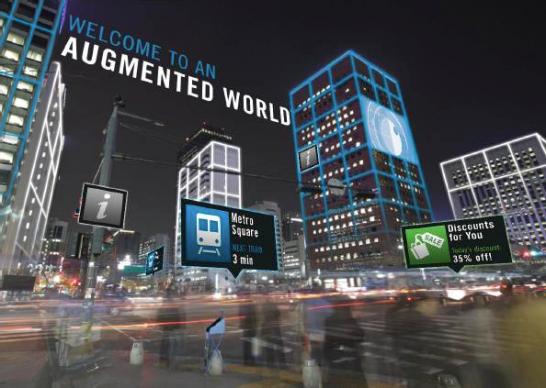 WELCOME TO AN
AUGMENTED WORLD
i
i
Metro
Square
NEXT TRAIN
3 min
SALE
Discounts
for You
Today's discount:
35% off!